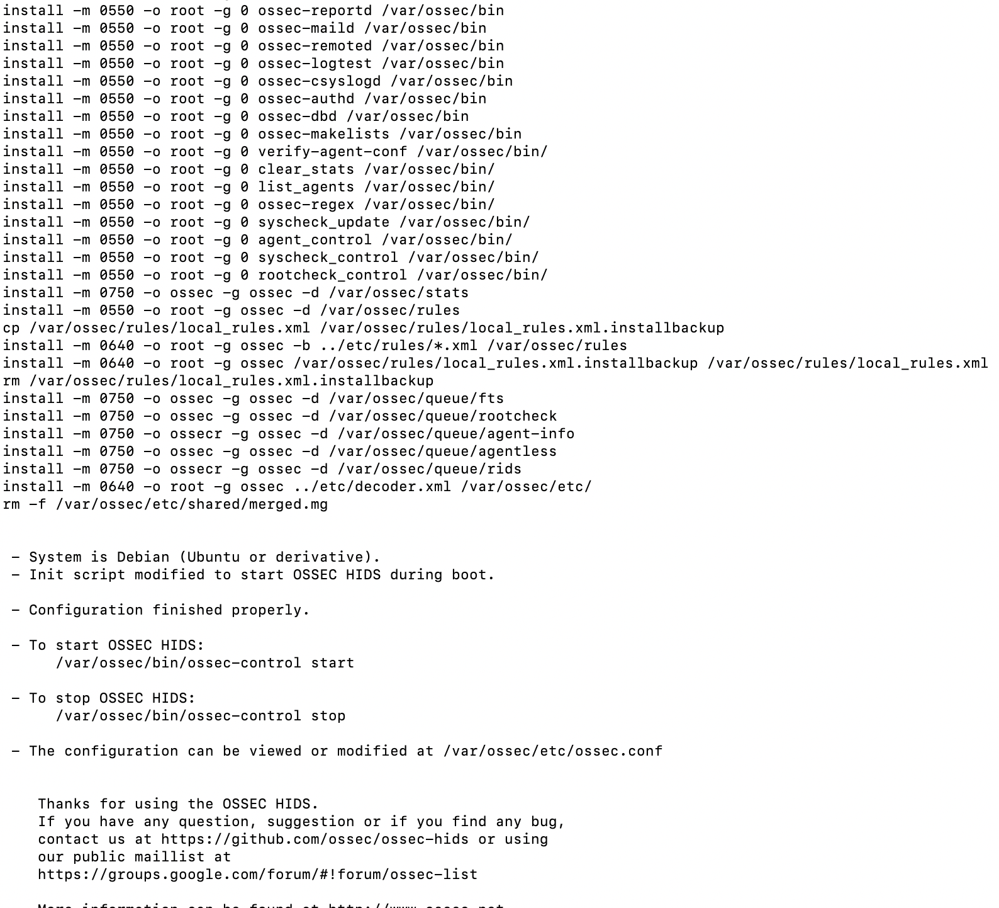 install -m 0550 -o root -g 0 ossec-reportd /var/ossec/bin
install -m 0550 -o root -g 0 ossec-maild /var/ossec/bin
install -m 0550 -o root -g 0 ossec-remoted /var/ossec/bin
install -m 0550 -o root -g 0 ossec-logtest /var/ossec/bin
install -m 0550 -o root -g 0 ossec-csyslogd /var/ossec/bin
install -m 0550 -o root -g 0 ossec-authd /var/ossec/bin
install -m 0550 -o root -g 0 ossec-dbd /var/ossec/bin
install -m 0550 -o root -g 0 ossec-makelists /var/ossec/bin
install -m 0550 -o root -g 0 verify-agent-conf /var/ossec/bin/
install -m 0550 -o root -g 0 clear_stats /var/ossec/bin/
install -m 0550 -o root -g 0 list_agents /var/ossec/bin/
install -m 0550 -o root -g 0 ossec-regex /var/ossec/bin/
install -m 0550 -o root -g 0 syscheck_update /var/ossec/bin/
install -m 0550 -o root -g 0 agent_control /var/ossec/bin/
install -m 0550 -o root -g 0 syscheck_control /var/ossec/bin/
install -m 0550 -o root -g 0 rootcheck_control /var/ossec/bin/
install -m 0750 -o ossec -g ossec -d /var/ossec/stats
install -m 0550 -o root -g ossec -d /var/ossec/rules
cp /var/ossec/rules/local_rules.xml /var/ossec/rules/local_rules.xml.installbackup
install -m 0640 -o root -g ossec -b ../etc/rules/*.xml /var/ossec/rules
install -m 0640 -o root -g ossec /var/ossec/rules/local_rules.xml.installbackup /var/ossec/rules/local_rules.xml
rm /var/ossec/rules/local_rules.xml.installbackup
install -m 0750 -o ossec -g ossec -d /var/ossec/queue/fts
install -m 0750 -o ossec -g ossec -d /var/ossec/queue/rootcheck
install -m 0750 -o ossecr -g ossec -d /var/ossec/queue/agent-info
install -m 0750 -o ossec -g ossec -d /var/ossec/queue/agentless
install -m 0750 -o ossecr -g ossec -d /var/ossec/queue/rids
install -m 0640 -o root -g ossec ../etc/decoder.xml /var/ossec/etc/
rm -f /var/ossec/etc/shared/merged.mg
- System is Debian (Ubuntu or derivative).
- Init script modified to start OSSEC HIDS during boot.
- Configuration finished properly.
- To start OSSEC HIDS:
/var/ossec/bin/ossec-control start
- To stop OSSEC HIDS:
/var/ossec/bin/ossec-control stop
- The configuration can be viewed or modified at /var/ossec/etc/ossec.conf
Thanks for using the OSSEC HIDS.
If you have any question, suggestion or if you find any bug,
contact us at https://github.com/ossec/ossec-hids or using
our public maillist at
https://groups.google.com/forum/#!forum/ossec-list
More information can be found at http://www.ossec.net